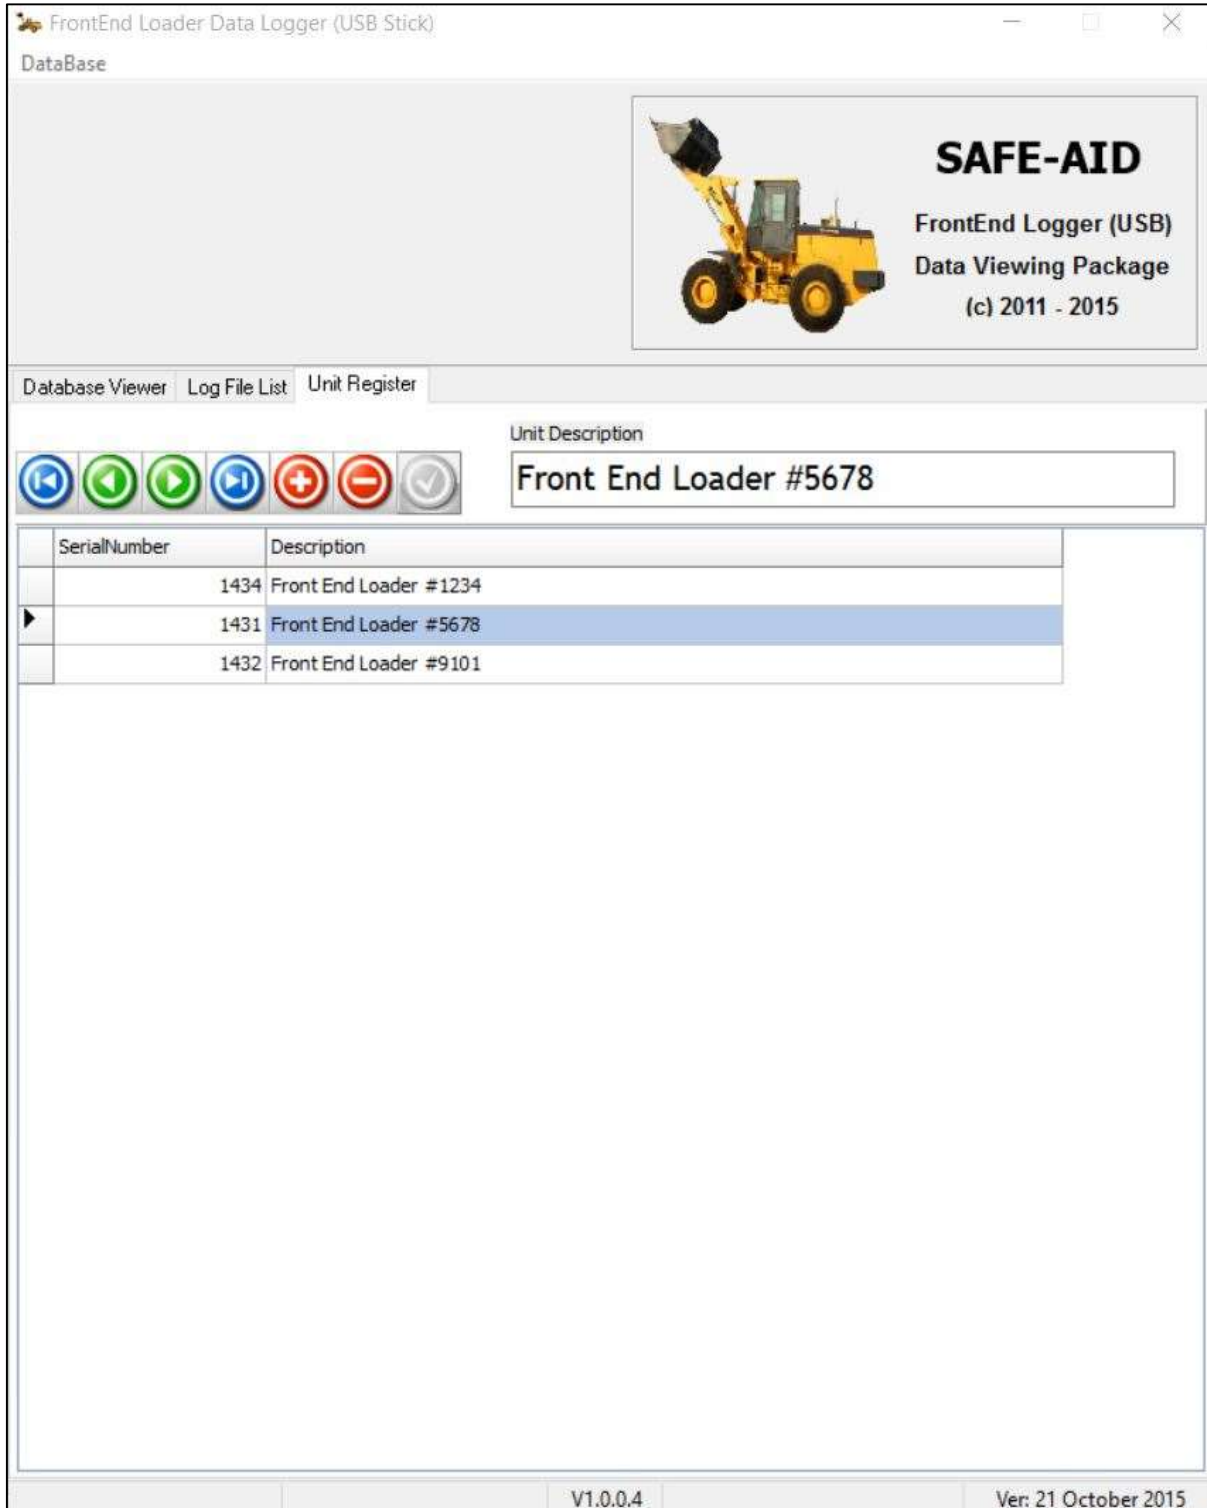 FrontEnd Loader Data Logger (USB Stick)
DataBase
SAFE-AID
FrontEnd Logger (USB)
Data Viewing Package
(c) 2011 - 2015
Database Viewer Log File List Unit Register
Unit Description
Front End Loader #5678
SerialNumber Description
1434 Front End Loader #1234
1431 Front End Loader #5678
1432 Front End Loader #9101
V1.0.0.4 Ver: 21 October 2015